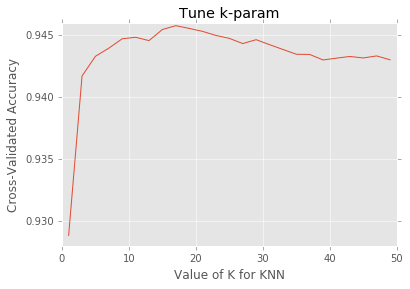 Tune k-param
Cross-Validated Accuracy
0.945
0.940
0.935
0.930
0 10 20 30 40 50
Value of K for KNN